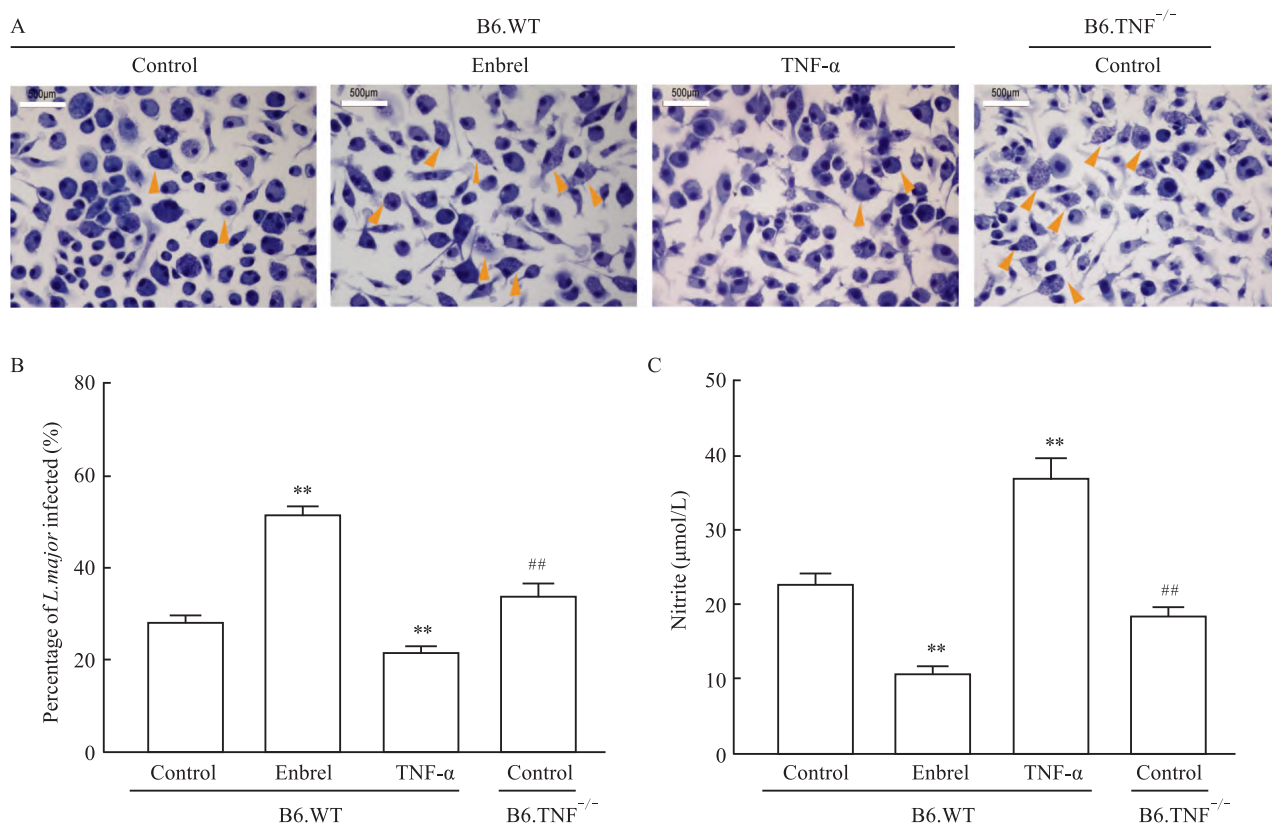 A
B6.WT
B6.TNF⁻/⁻
Control
Enbrel
TNF-α
Control
500μm
500μm
500μm
500μm
B
80
60
40
20
0
Percentage of L.major infected (%)
**
**
##
Control
Enbrel
TNF-α
Control
B6.WT
B6.TNF⁻/⁻
C
50
40
30
20
10
0
Nitrite (μmol/L)
**
**
##
Control
Enbrel
TNF-α
Control
B6.WT
B6.TNF⁻/⁻